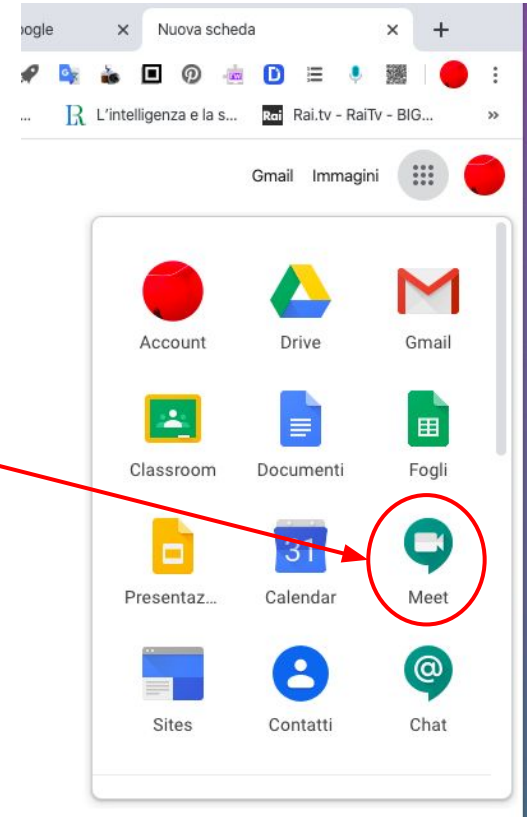 oogle Nuova scheda
... L'intelligenza e la s... Rai Rai.tv - RaiTv - BIG... »
Gmail Immagini
Account Drive Gmail
Classroom Documenti Fogli
Presentaz... Calendar Meet
31
Sites Contatti Chat